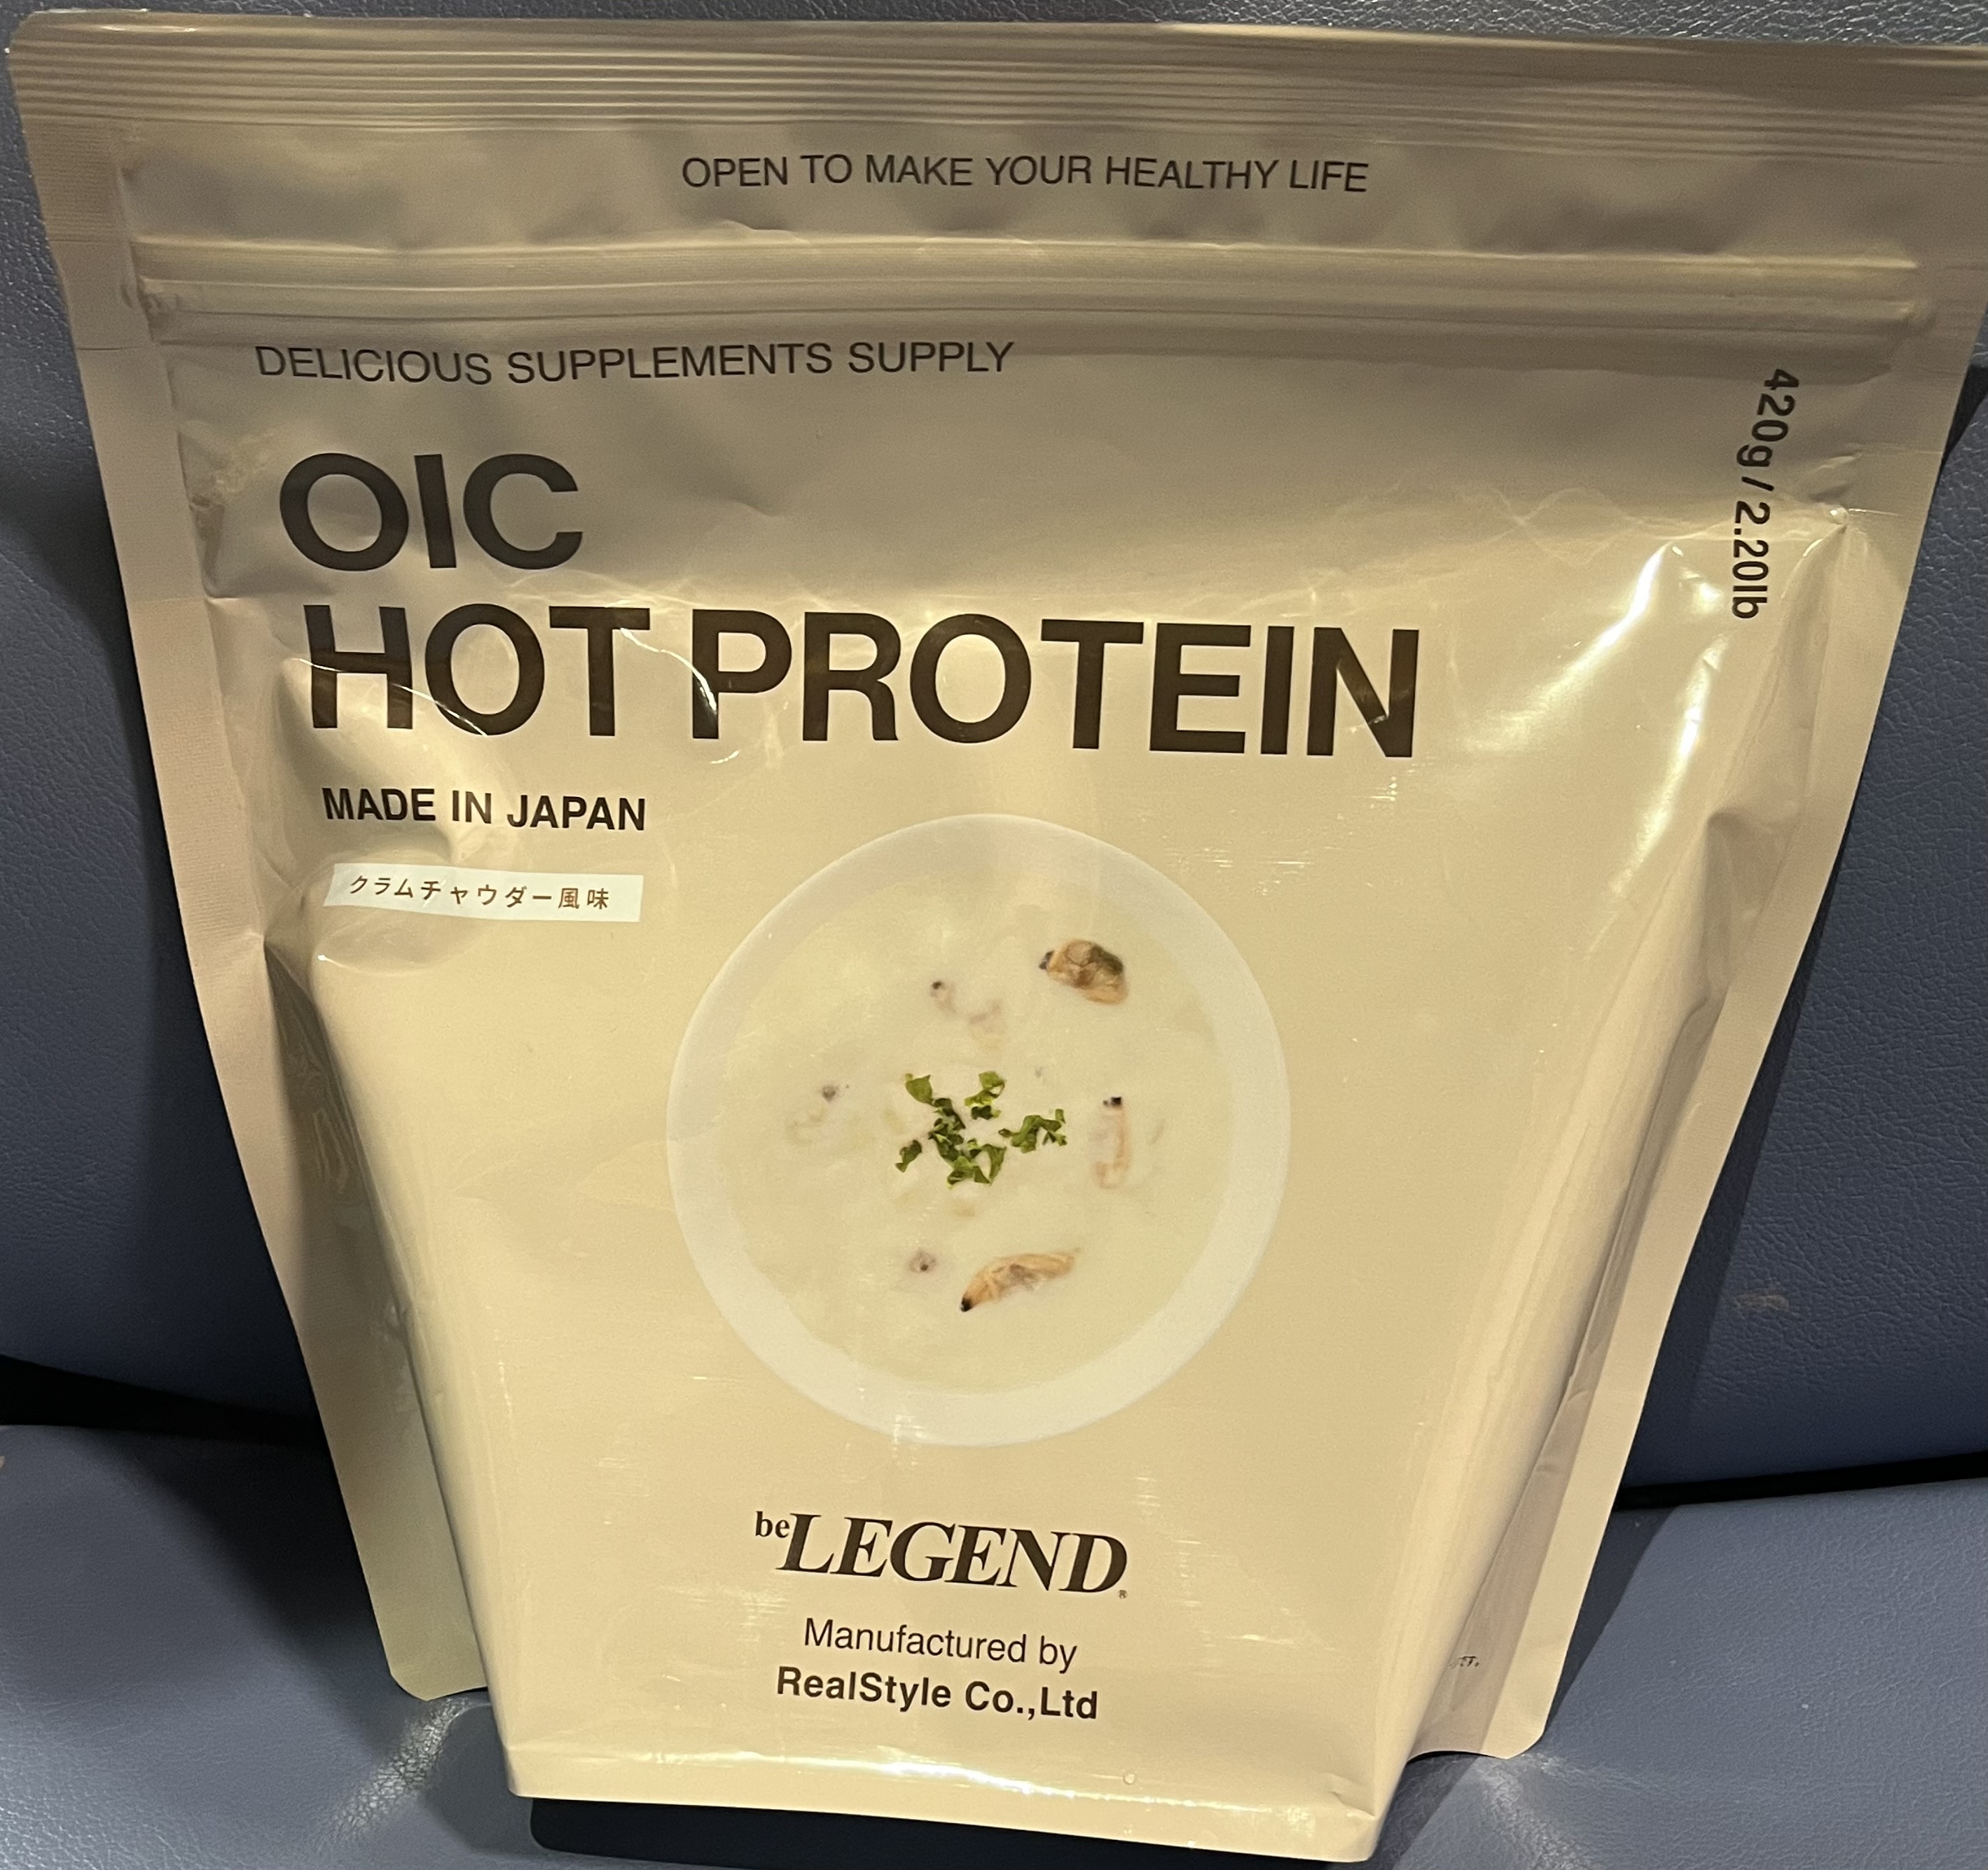 OPEN TO MAKE YOUR HEALTHY LIFE
DELICIOUS SUPPLEMENTS SUPPLY
420g / 2.20lb
OIC
HOT PROTEIN
MADE IN JAPAN
クラムチャウダー風味
beLEGEND®
Manufactured by
RealStyle Co.,Ltd